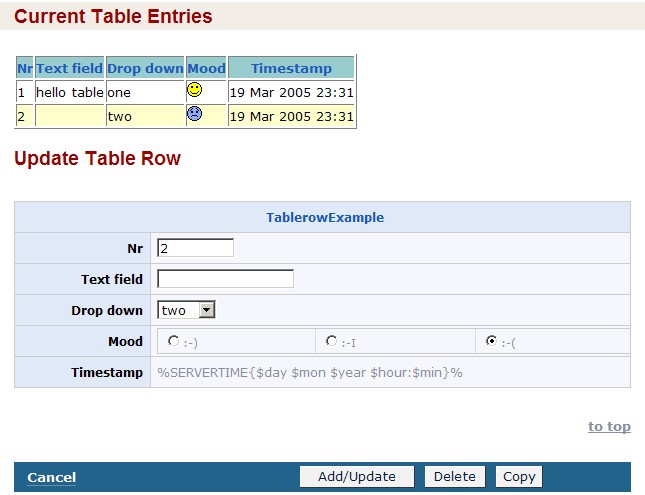 Current Table Entries
Nr Text field Drop down Mood Timestamp
1 hello table one 19 Mar 2005 23:31
2 two 19 Mar 2005 23:31
Update Table Row
TablerowExample
Nr 2
Text field
Drop down two
Mood :-) :-I :-(
Timestamp %SERVERTIME{$day $mon $year $hour:$min}%
to top
Cancel Add/Update Delete Copy